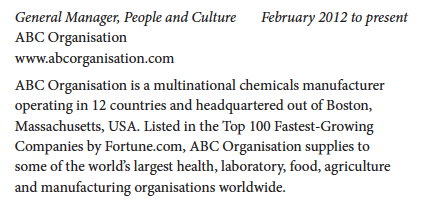 General Manager, People and Culture February 2012 to present
ABC Organisation
www.abcorganisation.com
ABC Organisation is a multinational chemicals manufacturer
operating in 12 countries and headquartered out of Boston,
Massachusetts, USA. Listed in the Top 100 Fastest-Growing
Companies by Fortune.com, ABC Organisation supplies to
some of the world’s largest health, laboratory, food, agriculture
and manufacturing organisations worldwide.